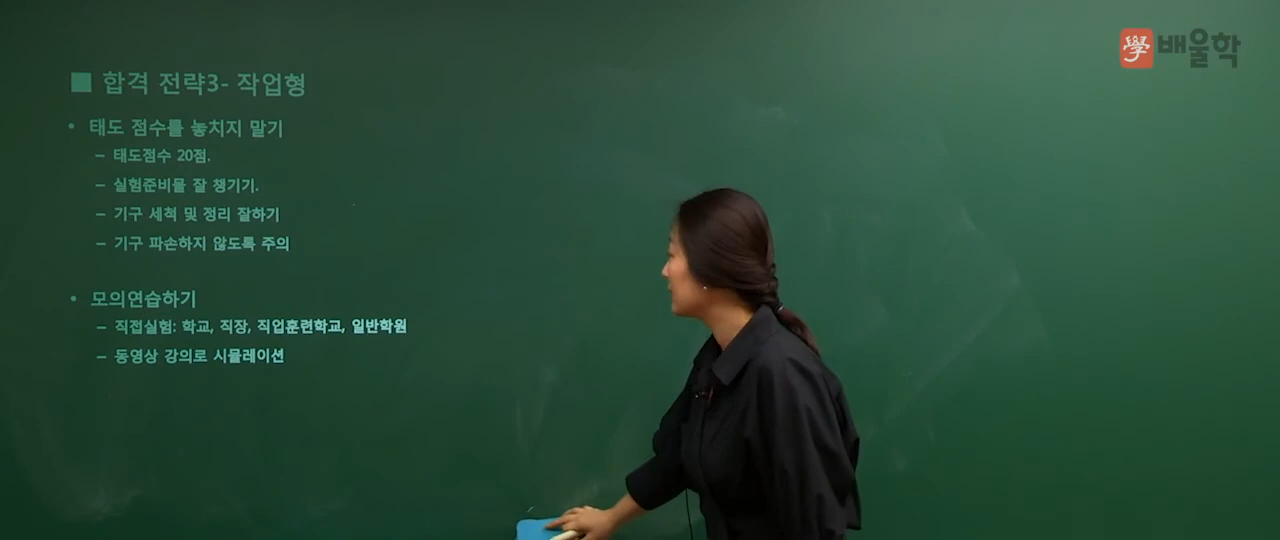 學 배울학
■ 합격 전략3- 작업형
• 태도 점수를 놓치지 말기
– 태도점수 20점.
– 실험준비물 잘 챙기기.
– 기구 세척 및 정리 잘하기
– 기구 파손하지 않도록 주의
• 모의연습하기
– 직접실험: 학교, 직장, 직입훈련학교, 일반학원
– 동영상 강의로 시뮬레이션